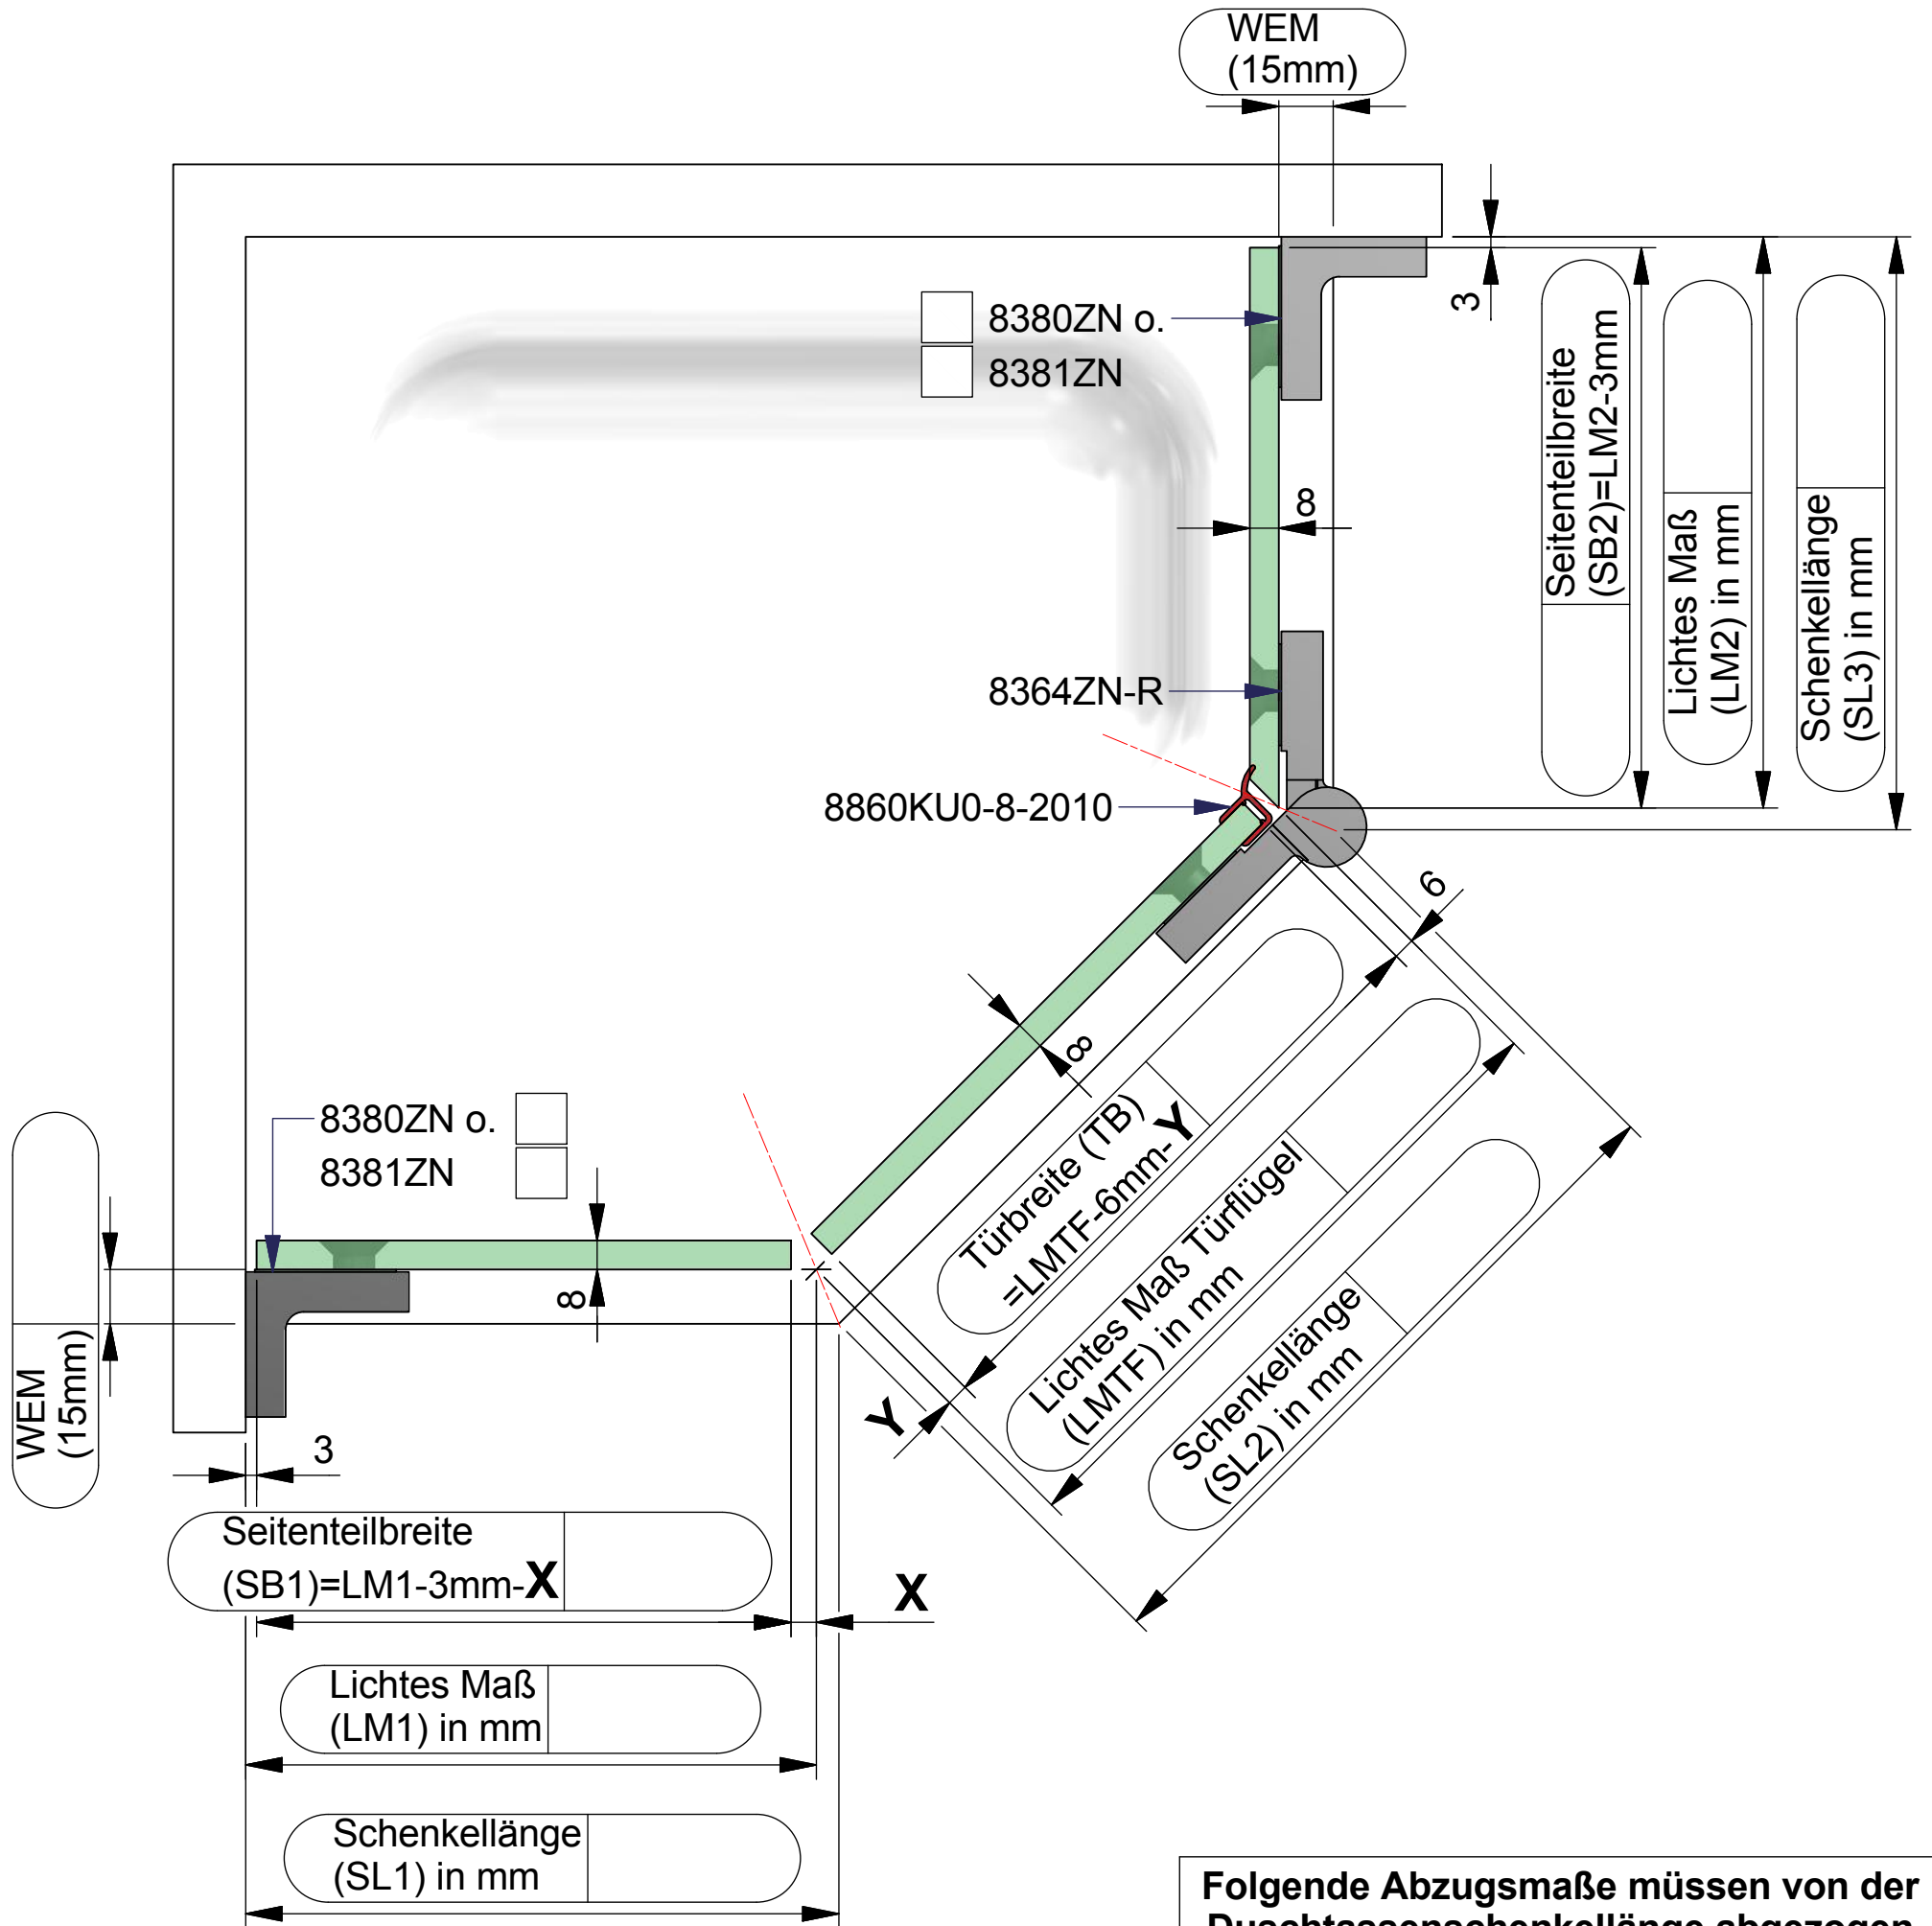 WEM
(15mm)
8380ZN o.
8381ZN
3
Seitenteilbreite
(SB2)=LM2-3mm
Lichtes Maß
(LM2) in mm
Schenkellänge
(SL3) in mm
8
8364ZN-R
8860KU0-8-2010
6
8
Türbreite (TB)
=LMTF-6mm-Y
Lichtes Maß Türflügel
(LMTF) in mm
Schenkellänge
(SL2) in mm
Y
8380ZN o.
8381ZN
8
WEM
(15mm)
3
Seitenteilbreite
(SB1)=LM1-3mm-X
X
Lichtes Maß
(LM1) in mm
Schenkellänge
(SL1) in mm
Folgende Abzugsmaße müssen von der
Duschtassenschenkellänge abgezogen